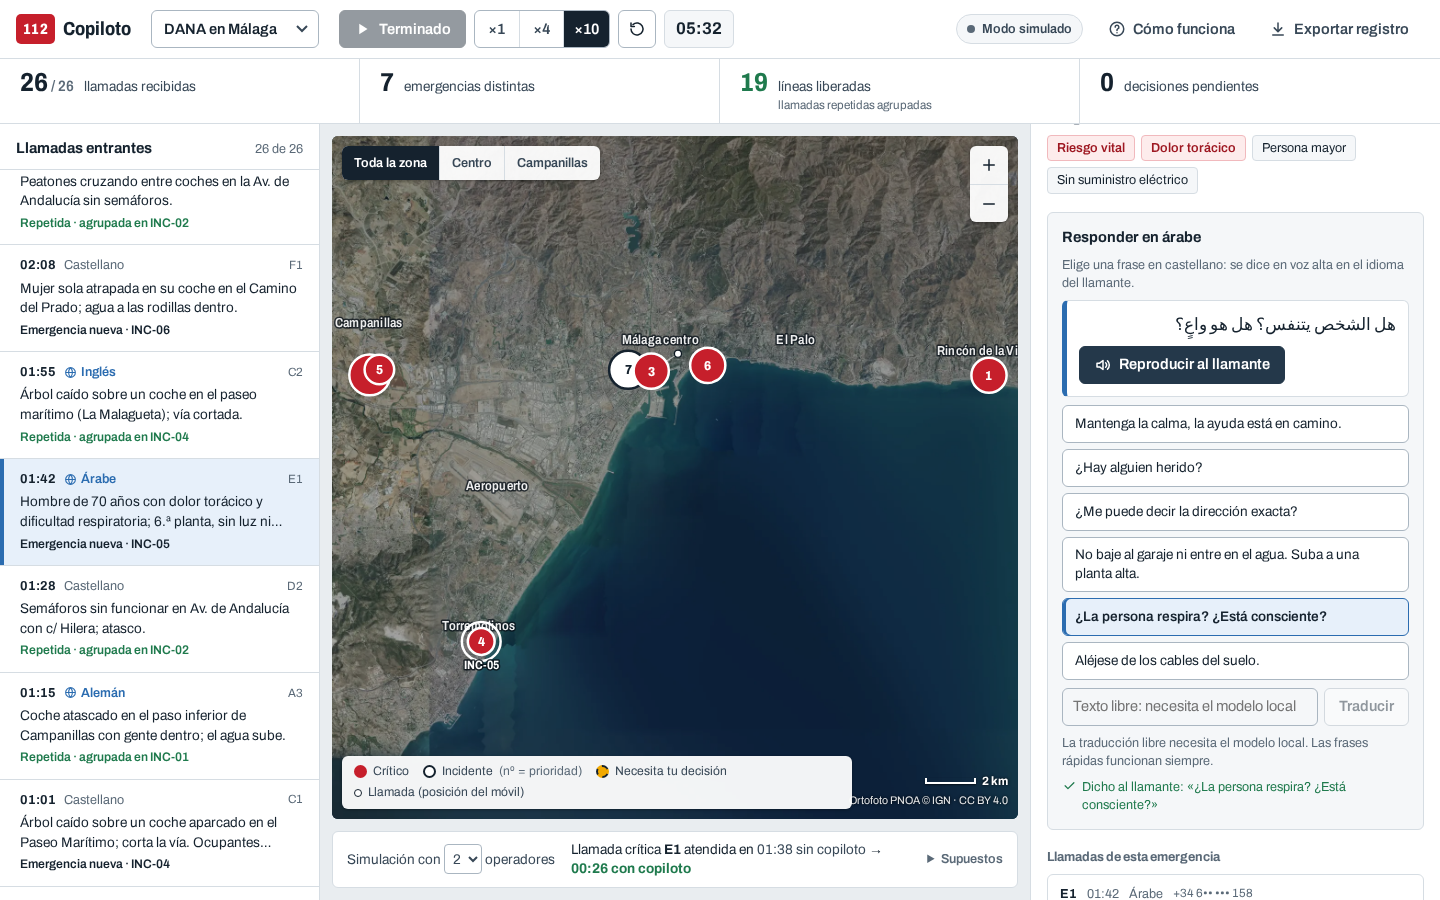 112 Copiloto
DANA en Málaga
Terminado
×1 ×4 ×10
05:32
Modo simulado
Cómo funciona
Exportar registro
26 / 26 llamadas recibidas
7 emergencias distintas
19 líneas liberadas
llamadas repetidas agrupadas
0 decisiones pendientes
Llamadas entrantes
26 de 26
Peatones cruzando entre coches en la Av. de
Andalucía sin semáforos.
Repetida · agrupada en INC-02
02:08 Castellano F1
Mujer sola atrapada en su coche en el Camino
del Prado; agua a las rodillas dentro.
Emergencia nueva · INC-06
01:55 Inglés C2
Árbol caído sobre un coche en el paseo
marítimo (La Malagueta); vía cortada.
Repetida · agrupada en INC-04
01:42 Árabe E1
Hombre de 70 años con dolor torácico y
dificultad respiratoria; 6.ª planta, sin luz ni…
Emergencia nueva · INC-05
01:28 Castellano D2
Semáforos sin funcionar en Av. de Andalucía
con c/ Hilera; atasco.
Repetida · agrupada en INC-02
01:15 Alemán A3
Coche atascado en el paso inferior de
Campanillas con gente dentro; el agua sube.
Repetida · agrupada en INC-01
01:01 Castellano C1
Árbol caído sobre un coche aparcado en el
Paseo Marítimo; corta la vía. Ocupantes…
Emergencia nueva · INC-04
Toda la zona
Centro
Campanillas
+
−
Campanillas
5
Málaga centro
El Palo
Rincón de la Vi
7
3
6
1
Aeropuerto
Torremolinos
4
INC-05
Crítico
Incidente (nº = prioridad)
Necesita tu decisión
Llamada (posición del móvil)
2 km
Ortofoto PNOA © IGN · CC BY 4.0
Simulación con 2 operadores
Llamada crítica E1 atendida en 01:38 sin copiloto →
00:26 con copiloto
Supuestos
Riesgo vital
Dolor torácico
Persona mayor
Sin suministro eléctrico
Responder en árabe
Elige una frase en castellano: se dice en voz alta en el idioma
del llamante.
هل الشخص يتنفس؟ هل هو واعٍ؟
Reproducir al llamante
Mantenga la calma, la ayuda está en camino.
¿Hay alguien herido?
¿Me puede decir la dirección exacta?
No baje al garaje ni entre en el agua. Suba a una
planta alta.
¿La persona respira? ¿Está consciente?
Aléjese de los cables del suelo.
Texto libre: necesita el modelo local
Traducir
La traducción libre necesita el modelo local. Las frases
rápidas funcionan siempre.
Dicho al llamante: «¿La persona respira? ¿Está
consciente?»
Llamadas de esta emergencia
E1 01:42 Árabe +34 6•• ••• 158